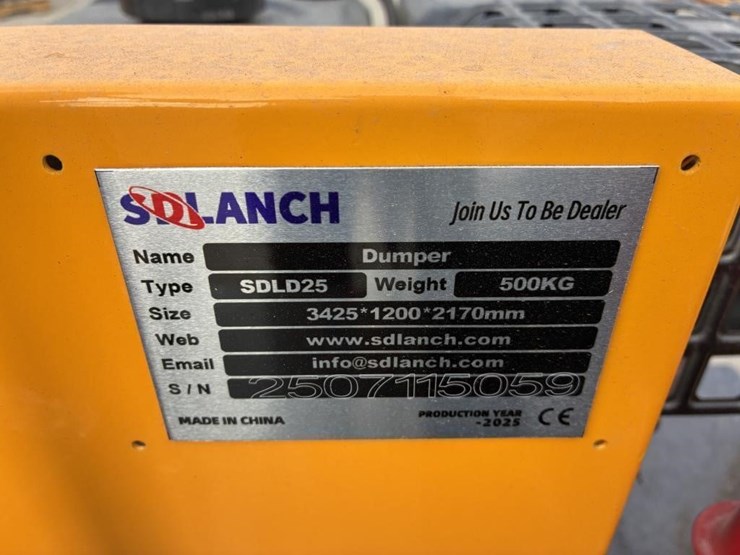 SDLANCH Join Us To Be Dealer
Name Dumper
Type SDLD25 Weight 500KG
Size 3425*1200*2170mm
Web www.sdlanch.com
Email info@sdlanch.com
S/N 2507115059
MADE IN CHINA PRODUCTION YEAR
-2025 CE